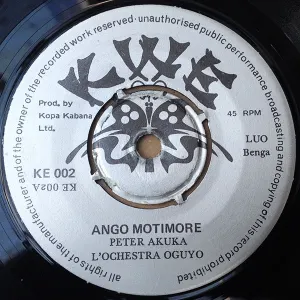 all rights of the manufacturer and of the owner of the recorded work reserved · unauthorised public performance broadcasting and copying of this record prohibited
KWE
Prod. by
Kopa Kabana
Ltd.
45 RPM
LUO
Benga
KE 002
KE 002A
ANGO MOTIMORE
PETER AKUKA
L'OCHESTRA OGUYO